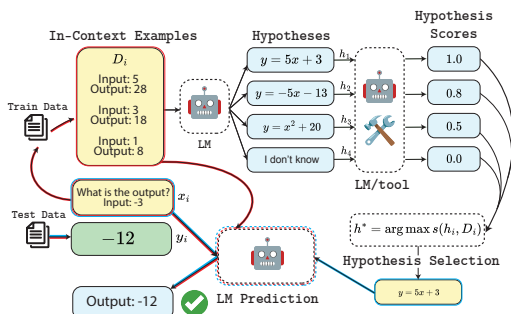 In-Context Examples
Hypotheses
Hypothesis
Scores
D_i
Input: 5
Output: 28
Input: 3
Output: 18
Input: 1
Output: 8
Train Data
LM
y = 5x + 3
h_1
1.0
y = −5x − 13
h_2
0.8
y = x² + 20
h_3
0.5
I don't know
h_4
0.0
LM/tool
What is the output?
Input: -3
x_i
Test Data
−12
y_i
h* = arg max s(h_i, D_i)
Hypothesis Selection
y = 5x + 3
Output: -12
LM Prediction